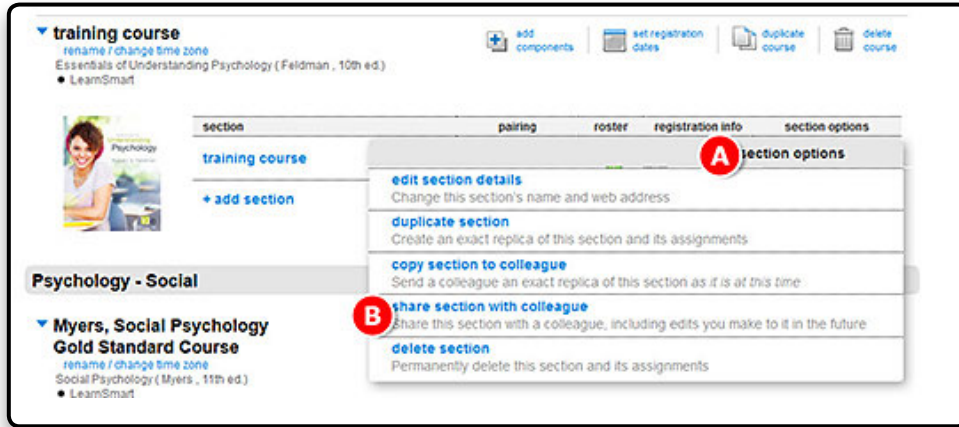 training course
add components
set registration dates
duplicate course
delete course
rename / change time zone
Essentials of Understanding Psychology ( Feldman , 10th ed.)
LearnSmart
Understanding
Psychology
section pairing roster registration info section options
training course
A section options
+ add section
edit section details
Change this section's name and web address
duplicate section
Create an exact replica of this section and its assignments
copy section to colleague
Send a colleague an exact replica of this section as it is at this time
B share section with colleague
Share this section with a colleague, including edits you make to it in the future
delete section
Permanently delete this section and its assignments
Psychology - Social
Myers, Social Psychology
Gold Standard Course
rename / change time zone
Social Psychology ( Myers , 11th ed.)
LearnSmart